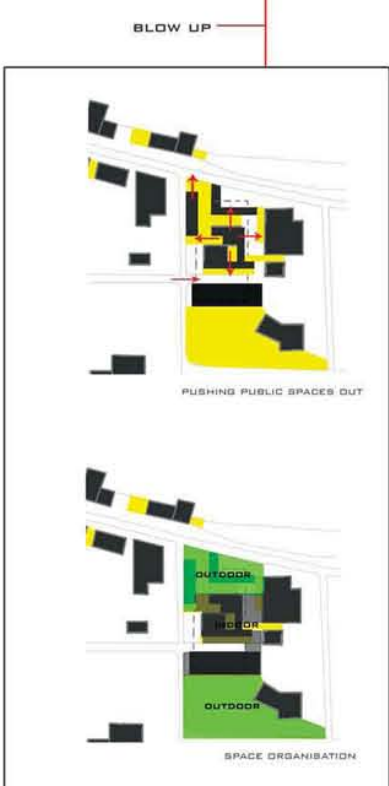 BLOW UP
PUSHING PUBLIC SPACES OUT
OUTDOOR
INDOOR
OUTDOOR
SPACE ORGANISATION